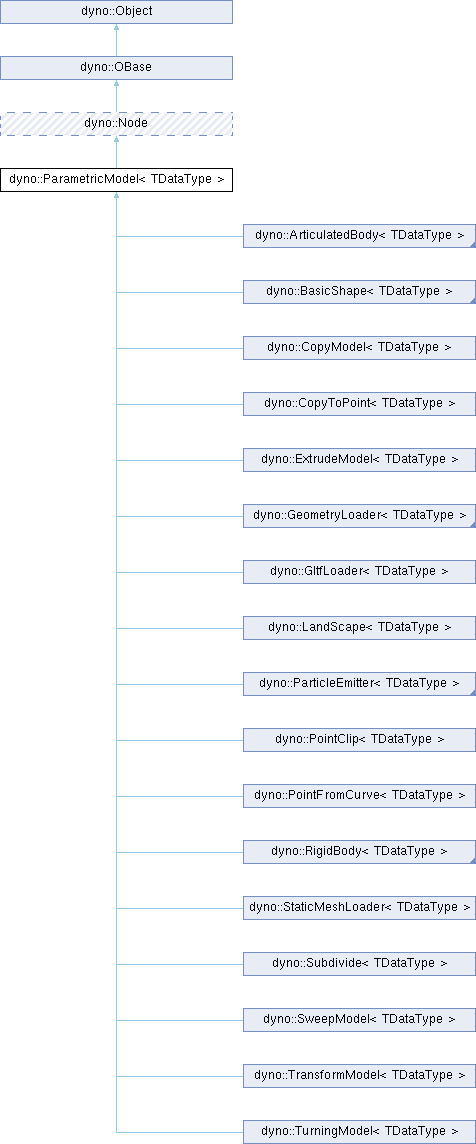 dyno::Object
dyno::OBase
dyno::Node
dyno::ParametricModel< TDataType >
dyno::ArticulatedBody< TDataType >
dyno::BasicShape< TDataType >
dyno::CopyModel< TDataType >
dyno::CopyToPoint< TDataType >
dyno::ExtrudeModel< TDataType >
dyno::GeometryLoader< TDataType >
dyno::GltfLoader< TDataType >
dyno::LandScape< TDataType >
dyno::ParticleEmitter< TDataType >
dyno::PointClip< TDataType >
dyno::PointFromCurve< TDataType >
dyno::RigidBody< TDataType >
dyno::StaticMeshLoader< TDataType >
dyno::Subdivide< TDataType >
dyno::SweepModel< TDataType >
dyno::TransformModel< TDataType >
dyno::TurningModel< TDataType >